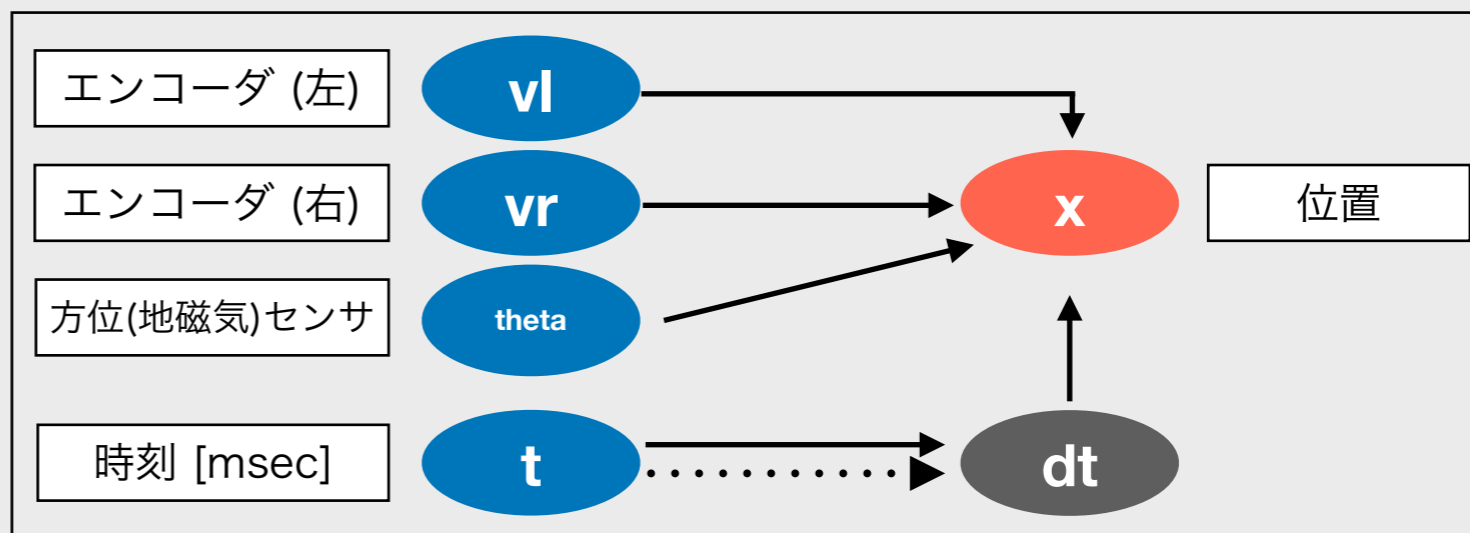 エンコーダ (左)
vl
エンコーダ (右)
vr
x
位置
方位(地磁気)センサ
theta
時刻 [msec]
t
dt